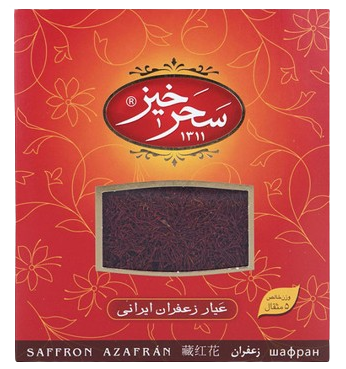 سحرخیز ®
۱۳۱۱
عیار زعفران ایرانی
وزن خالص
۵ مثقال
SAFFRON AZAFRÁN 藏红花 زعفران шафран